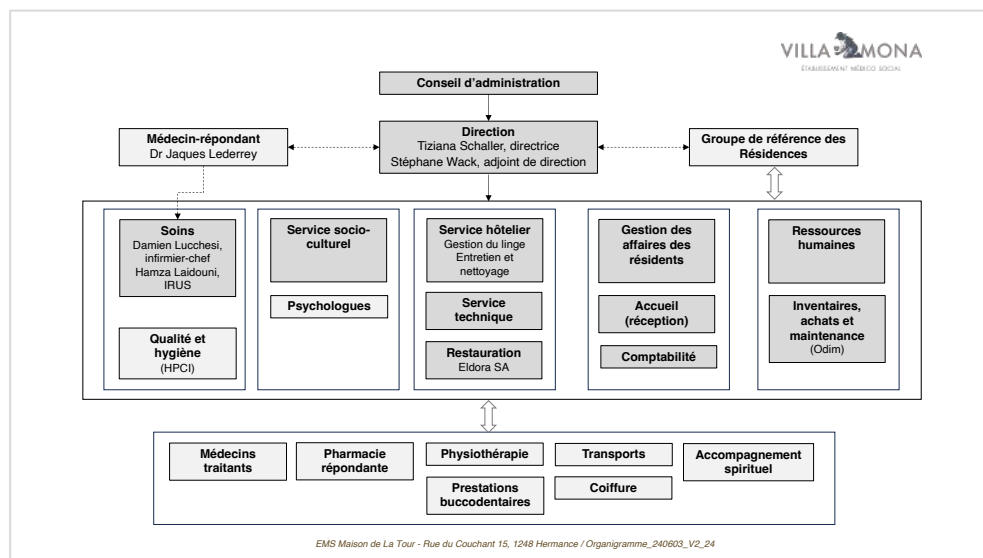 VILLA MONA
ÉTABLISSEMENT MÉDICO SOCIAL
Conseil d'administration
Médecin-répondant
Dr Jaques Lederrey
Direction
Tiziana Schaller, directrice
Stéphane Wack, adjoint de direction
Groupe de référence des
Résidences
Soins
Damien Lucchesi,
infirmier-chef
Hamza Laidouni,
IRUS
Qualité et
hygiène
(HPCI)
Service socio-
culturel
Psychologues
Service hôtelier
Gestion du linge
Entretien et
nettoyage
Service
technique
Restauration
Eldora SA
Gestion des
affaires des
résidents
Accueil
(réception)
Comptabilité
Ressources
humaines
Inventaires,
achats et
maintenance
(Odim)
Médecins
traitants
Pharmacie
répondante
Physiothérapie
Prestations
buccodentaires
Transports
Coiffure
Accompagnement
spirituel
EMS Maison de La Tour - Rue du Couchant 15, 1248 Hermance / Organigramme_240603_V2_24